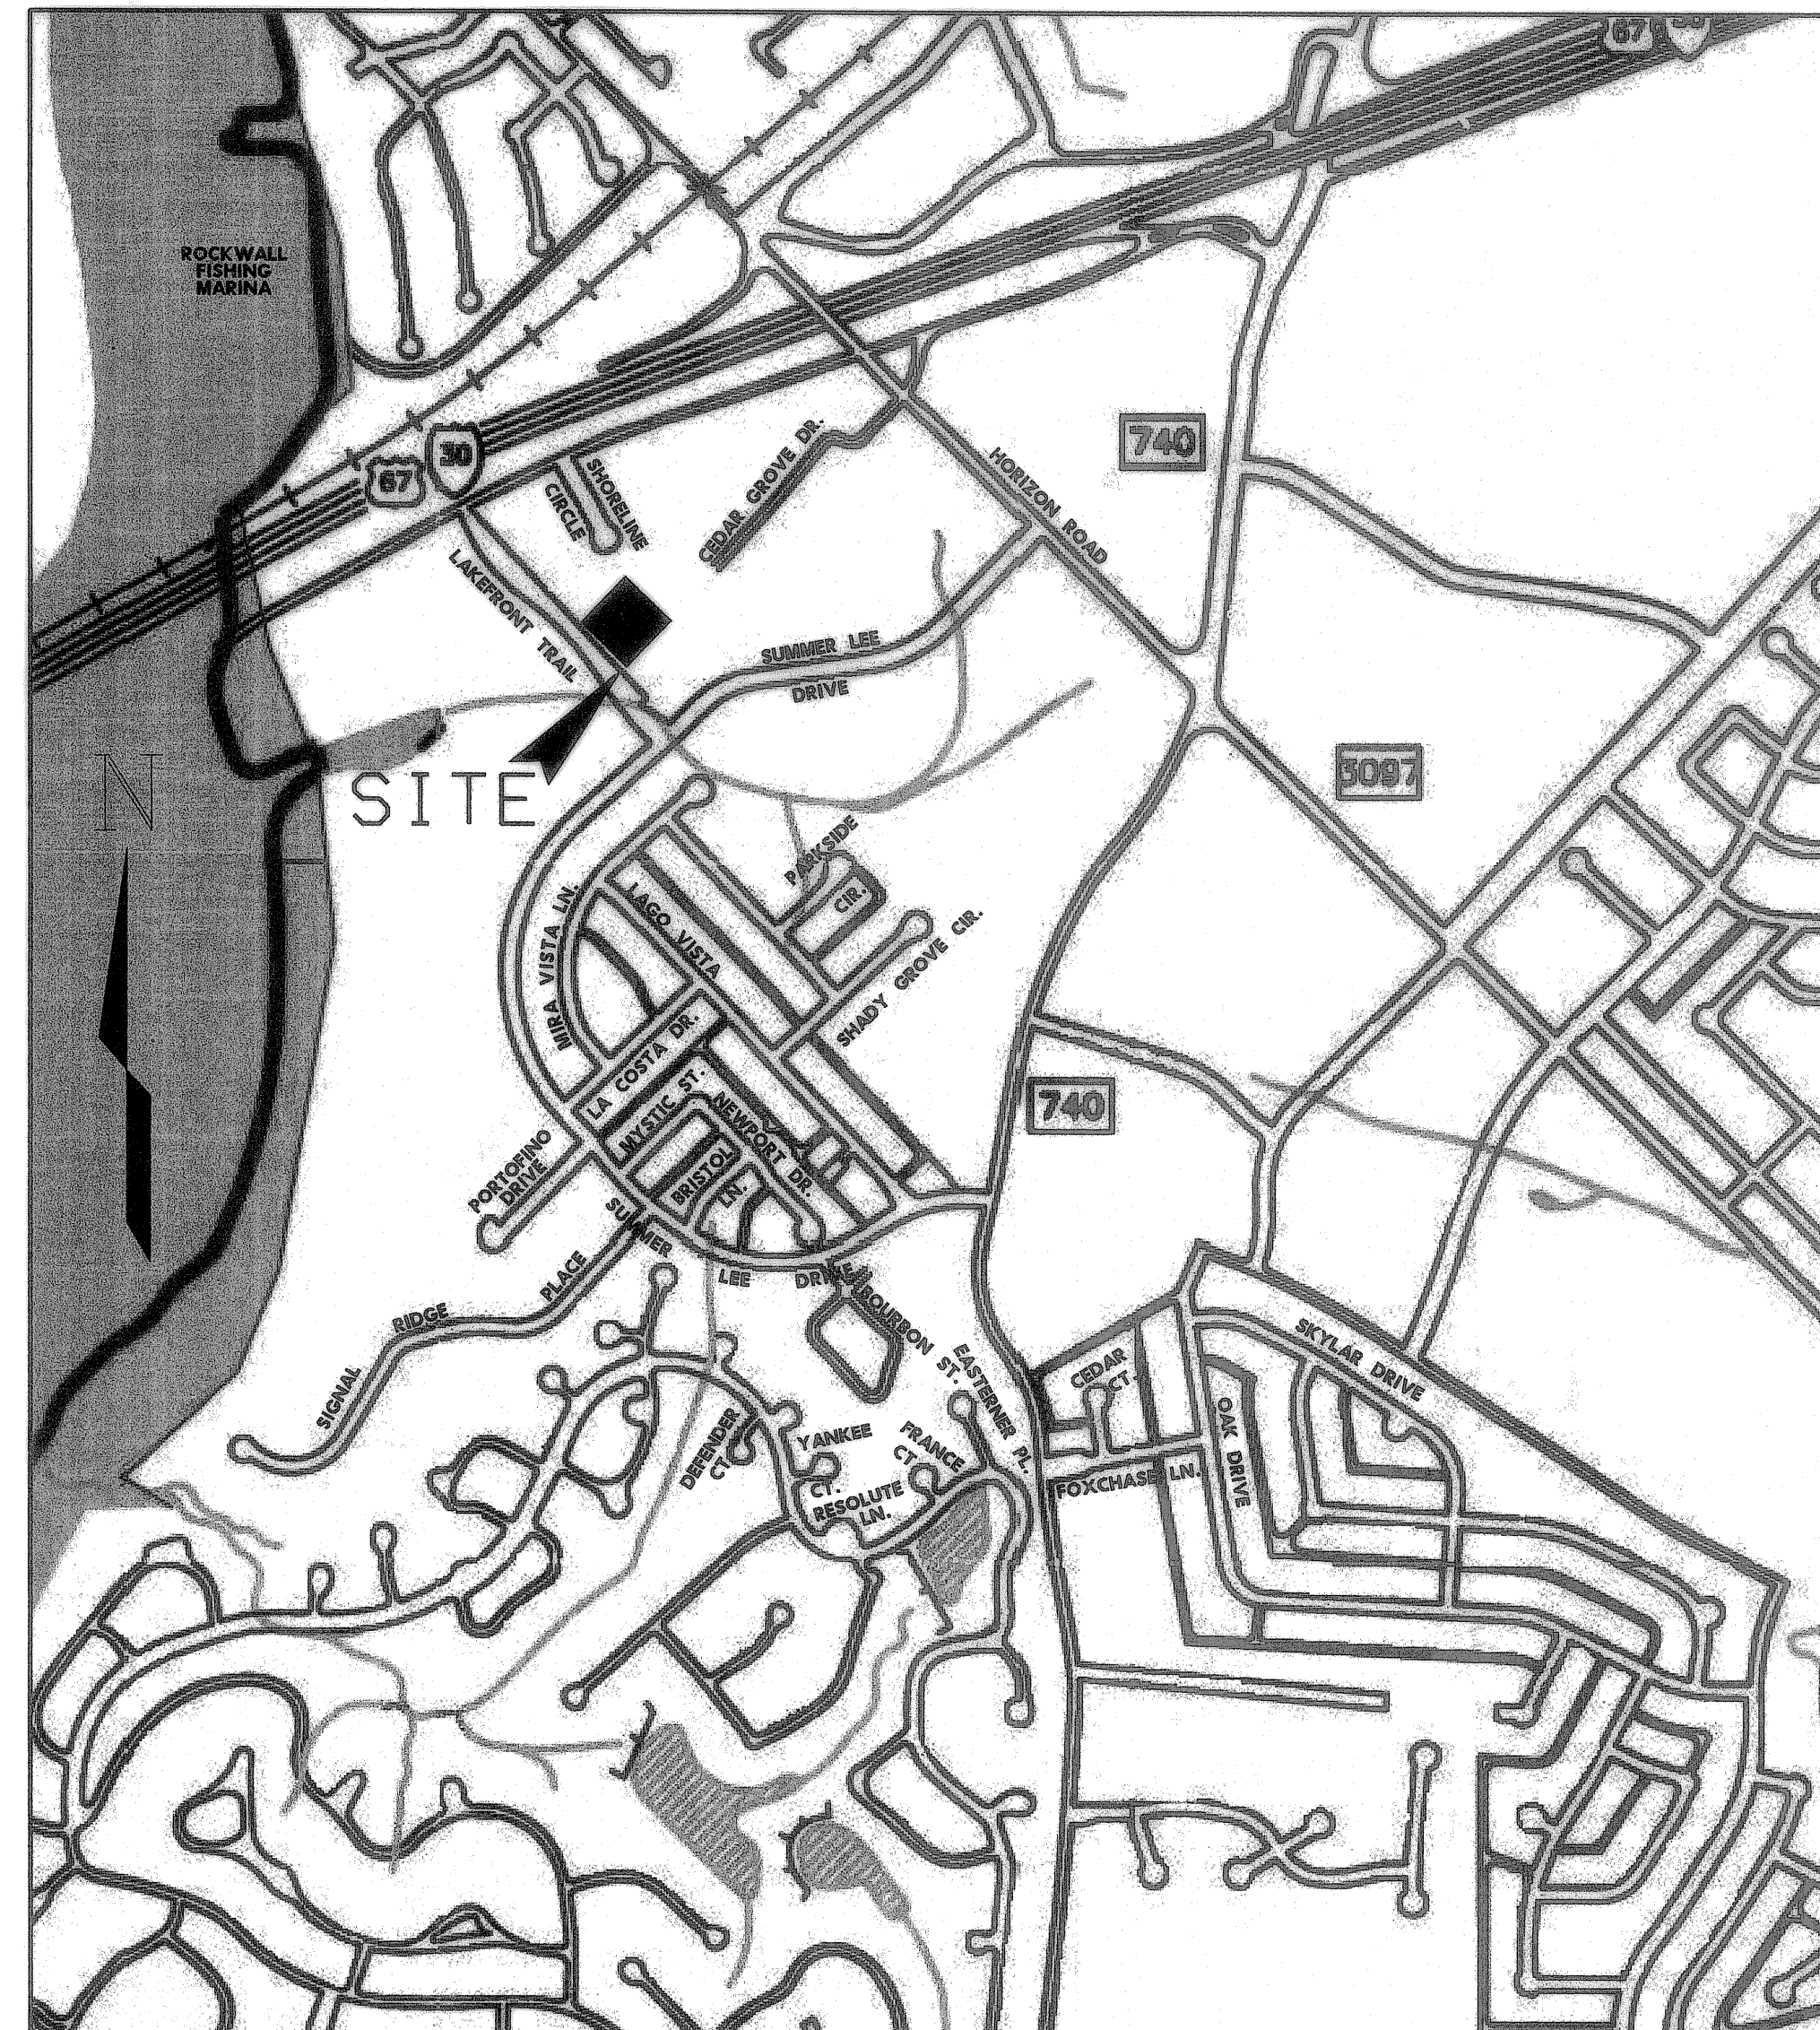 67
30
ROCKWALL
FISHING
MARINA
740
30
67
SHORELINE
CIRCLE
CEDAR GROVE DR.
HORIZON ROAD
LAKEFRONT TRAIL
SUMMER LEE
DRIVE
3097
N
SITE
PARKSIDE
CIR.
MIRA VISTA LN.
LAGO VISTA
SHADY GROVE CIR.
LA COSTA DR.
740
MYSTIC ST.
NEWPORT DR.
PORTOFINO
DRIVE
BRISTOL
LN.
SUMMER
LEE DRIVE
SIGNAL RIDGE PLACE
BOURBON ST.
EASTERNER PL.
SKYLAR DRIVE
CEDAR
CT.
OAK DRIVE
DEFENDER
CT.
YANKEE
CT.
FRANCE
CT.
RESOLUTE
LN.
FOXCHASE LN.